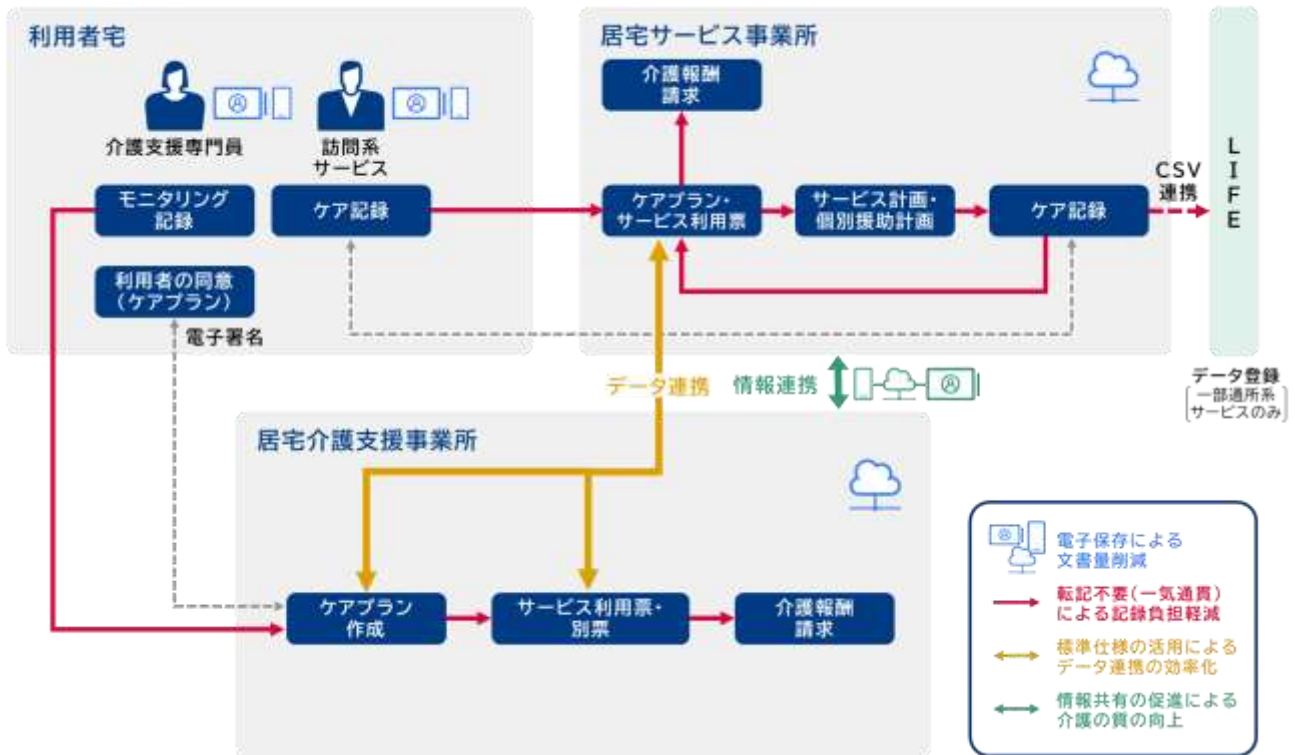 利用者宅
介護支援専門員
訪問系
サービス
モニタリング
記録
ケア記録
利用者の同意
(ケアプラン)
電子署名
居宅サービス事業所
介護報酬
請求
ケアプラン・
サービス利用票
サービス計画・
個別援助計画
ケア記録
CSV
連携
LIFE
データ登録
一部通所系
サービスのみ
データ連携
情報連携
居宅介護支援事業所
ケアプラン
作成
サービス利用票・
別票
介護報酬
請求
電子保存による
文書量削減
転記不要(一気通貫)
による記録負担軽減
標準仕様の活用による
データ連携の効率化
情報共有の促進による
介護の質の向上